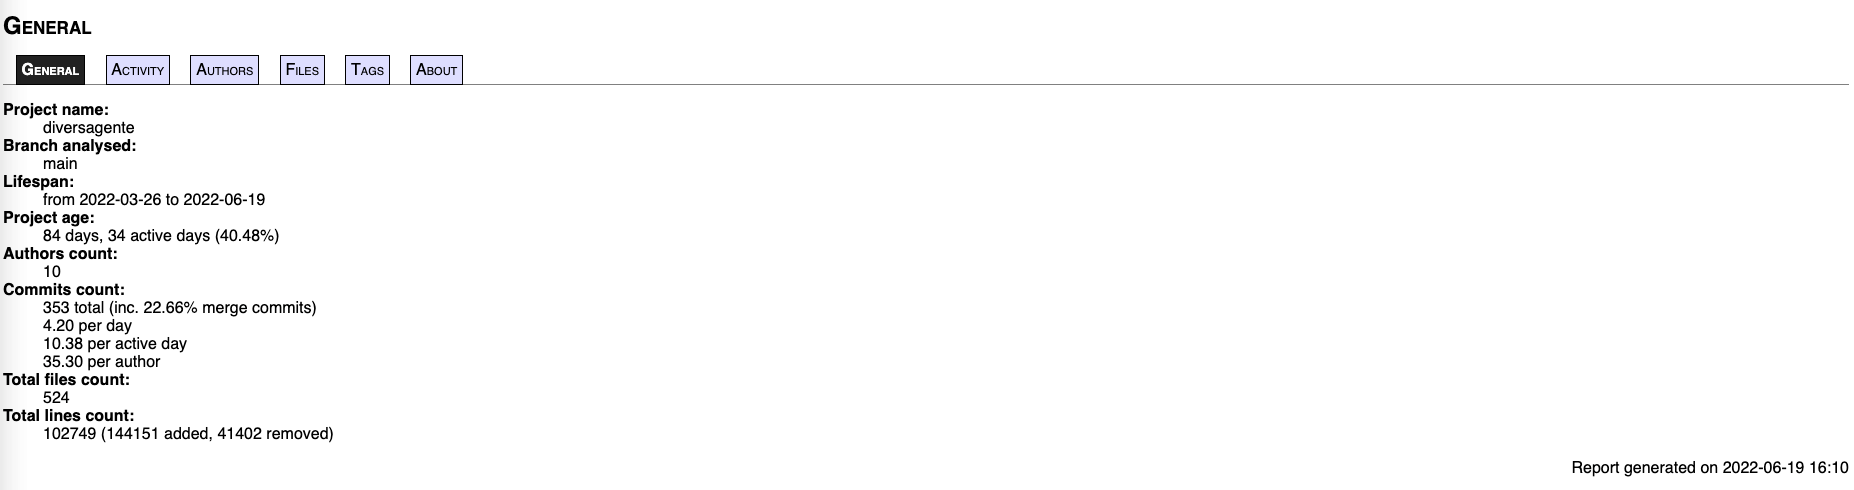 General
General Activity Authors Files Tags About
Project name:
diversagente
Branch analysed:
main
Lifespan:
from 2022-03-26 to 2022-06-19
Project age:
84 days, 34 active days (40.48%)
Authors count:
10
Commits count:
353 total (inc. 22.66% merge commits)
4.20 per day
10.38 per active day
35.30 per author
Total files count:
524
Total lines count:
102749 (144151 added, 41402 removed)
Report generated on 2022-06-19 16:10